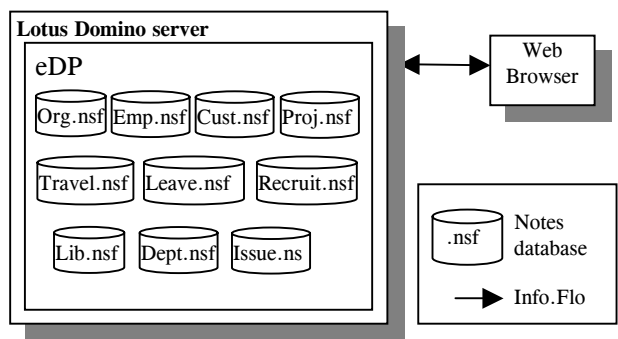 Lotus Domino server
eDP
Org.nsf Emp.nsf Cust.nsf Proj.nsf
Travel.nsf Leave.nsf Recruit.nsf
Lib.nsf Dept.nsf Issue.ns
Web
Browser
.nsf
Notes
database
Info.Flo